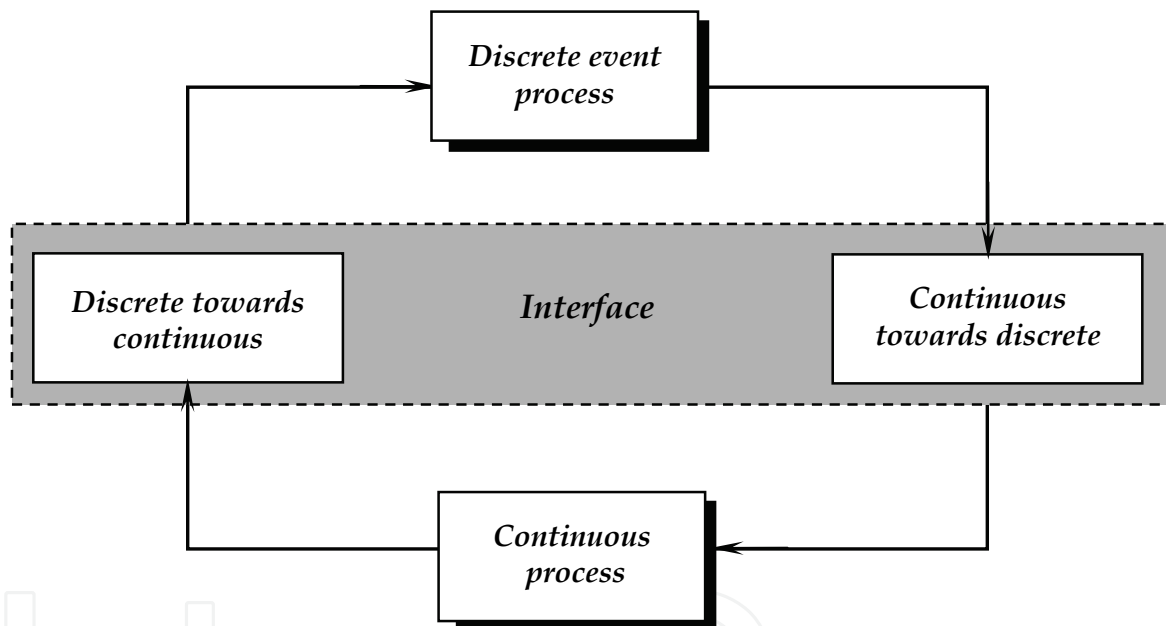 Discrete event
process
Discrete towards
continuous
Interface
Continuous
towards discrete
Continuous
process